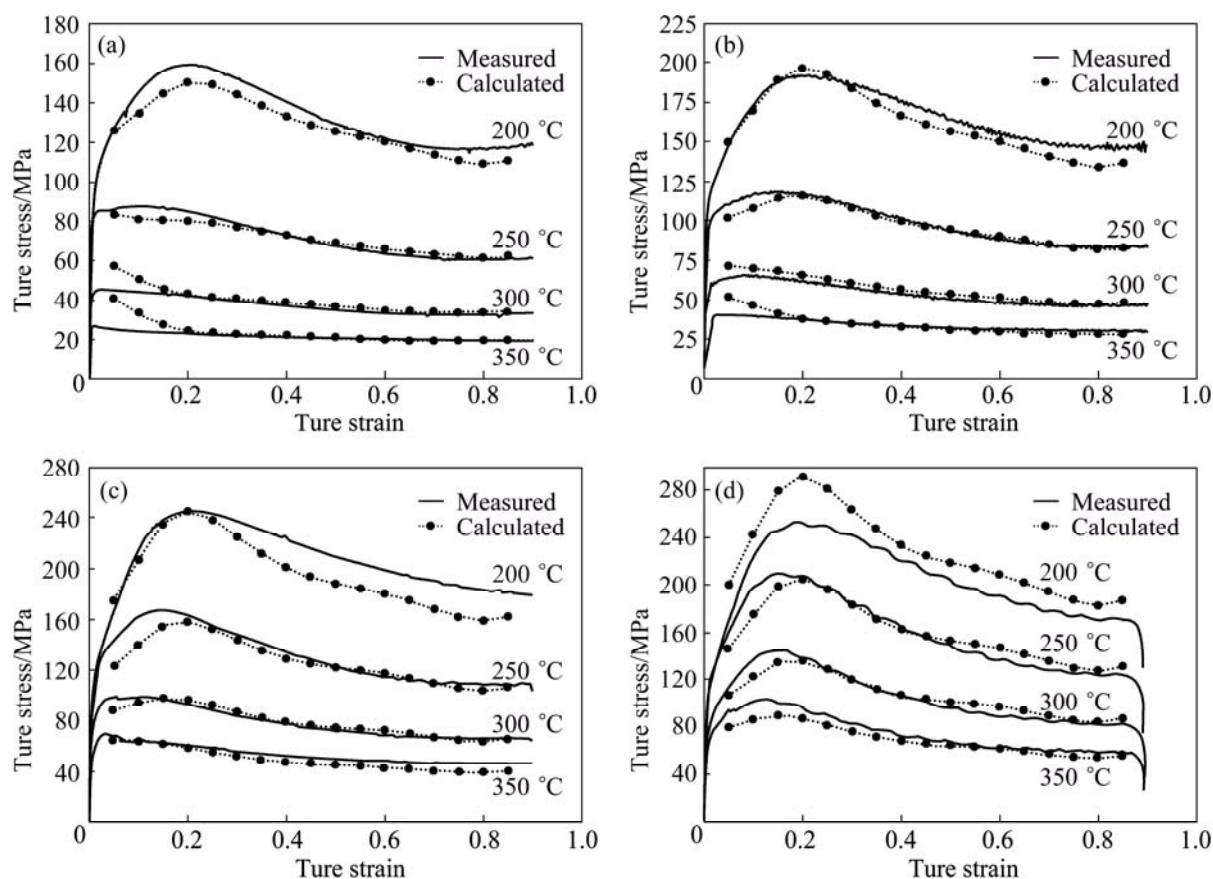 (a)
Measured
Calculated
180
160
140
120
100
80
60
40
20
0
200 °C
250 °C
300 °C
350 °C
0.2
0.4
0.6
0.8
1.0
Ture stress/MPa
Ture strain
(b)
Measured
Calculated
225
200
175
150
125
100
75
50
25
0
200 °C
250 °C
300 °C
350 °C
0.2
0.4
0.6
0.8
1.0
Ture stress/MPa
Ture strain
(c)
Measured
Calculated
280
240
200
160
120
80
40
0
200 °C
250 °C
300 °C
350 °C
0.2
0.4
0.6
0.8
1.0
Ture stress/MPa
Ture strain
(d)
Measured
Calculated
280
240
200
160
120
80
40
0
200 °C
250 °C
300 °C
350 °C
0.2
0.4
0.6
0.8
1.0
Ture stress/MPa
Ture strain